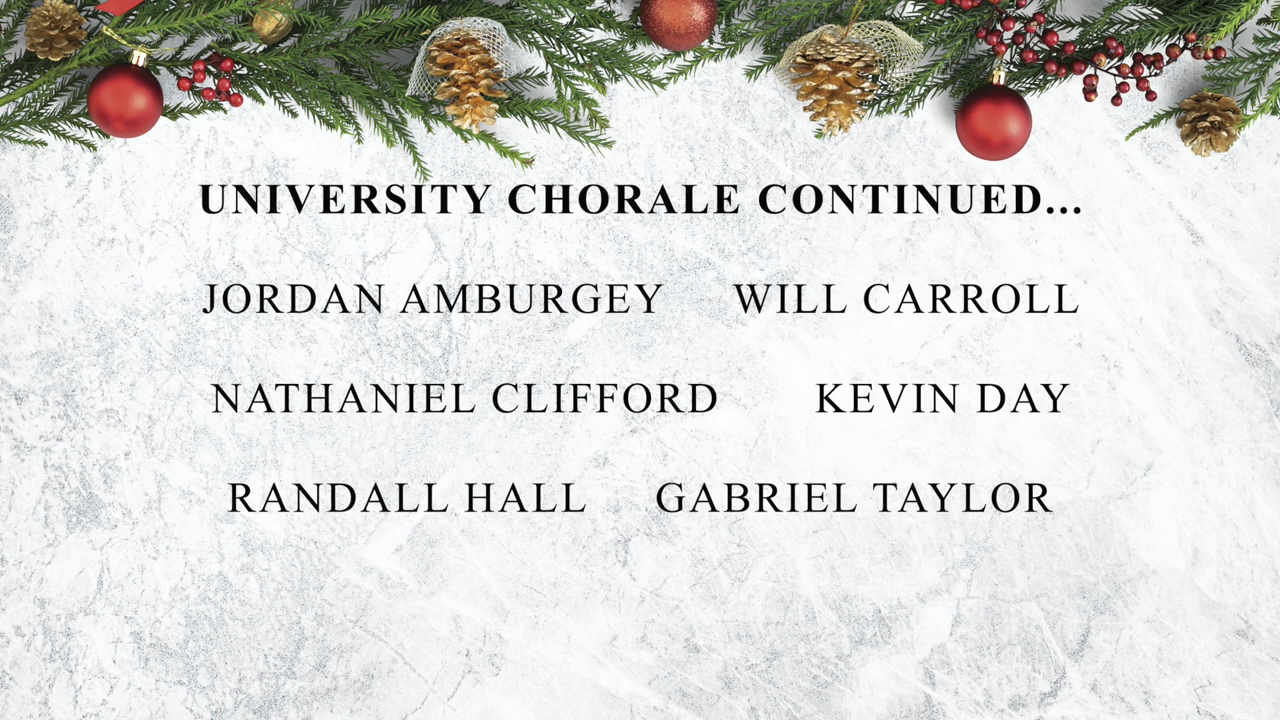 UNIVERSITY CHORALE CONTINUED...
JORDAN AMBURGEY WILL CARROLL
NATHANIEL CLIFFORD KEVIN DAY
RANDALL HALL GABRIEL TAYLOR